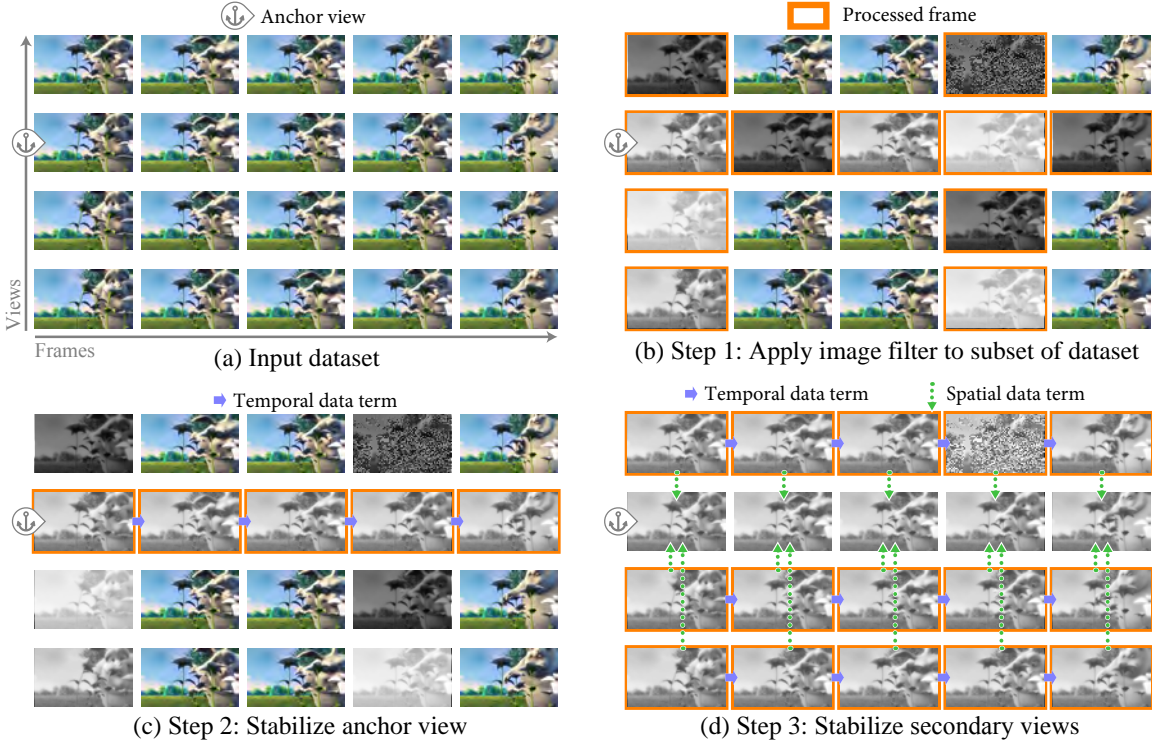 Anchor view
Processed frame
Views
Frames
(a) Input dataset
(b) Step 1: Apply image filter to subset of dataset
Temporal data term
Temporal data term
Spatial data term
(c) Step 2: Stabilize anchor view
(d) Step 3: Stabilize secondary views